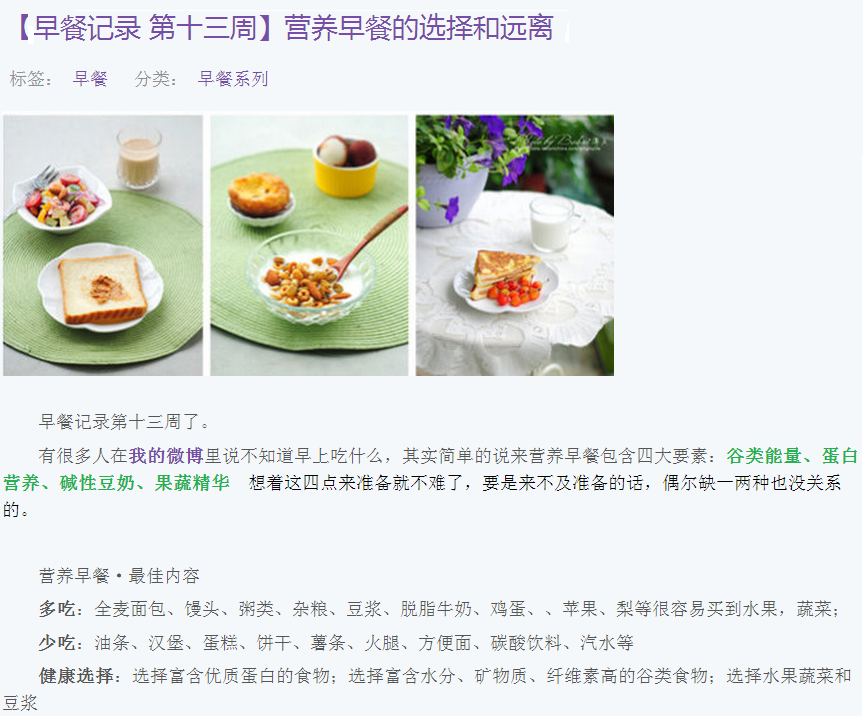 【早餐记录 第十三周】营养早餐的选择和远离
标签： 早餐 分类： 早餐系列
早餐记录第十三周了。
有很多人在我的微博里说不知道早上吃什么，其实简单的说来营养早餐包含四大要素：谷类能量、蛋白
营养、碱性豆奶、果蔬精华 想着这四点来准备就不难了，要是来不及准备的话，偶尔缺一两种也没关系
的。
营养早餐·最佳内容
多吃：全麦面包、馒头、粥类、杂粮、豆浆、脱脂牛奶、鸡蛋、、苹果、梨等很容易买到水果，蔬菜；
少吃：油条、汉堡、蛋糕、饼干、薯条、火腿、方便面、碳酸饮料、汽水等
健康选择：选择富含优质蛋白的食物；选择富含水分、矿物质、纤维素高的谷类食物；选择水果蔬菜和
豆浆